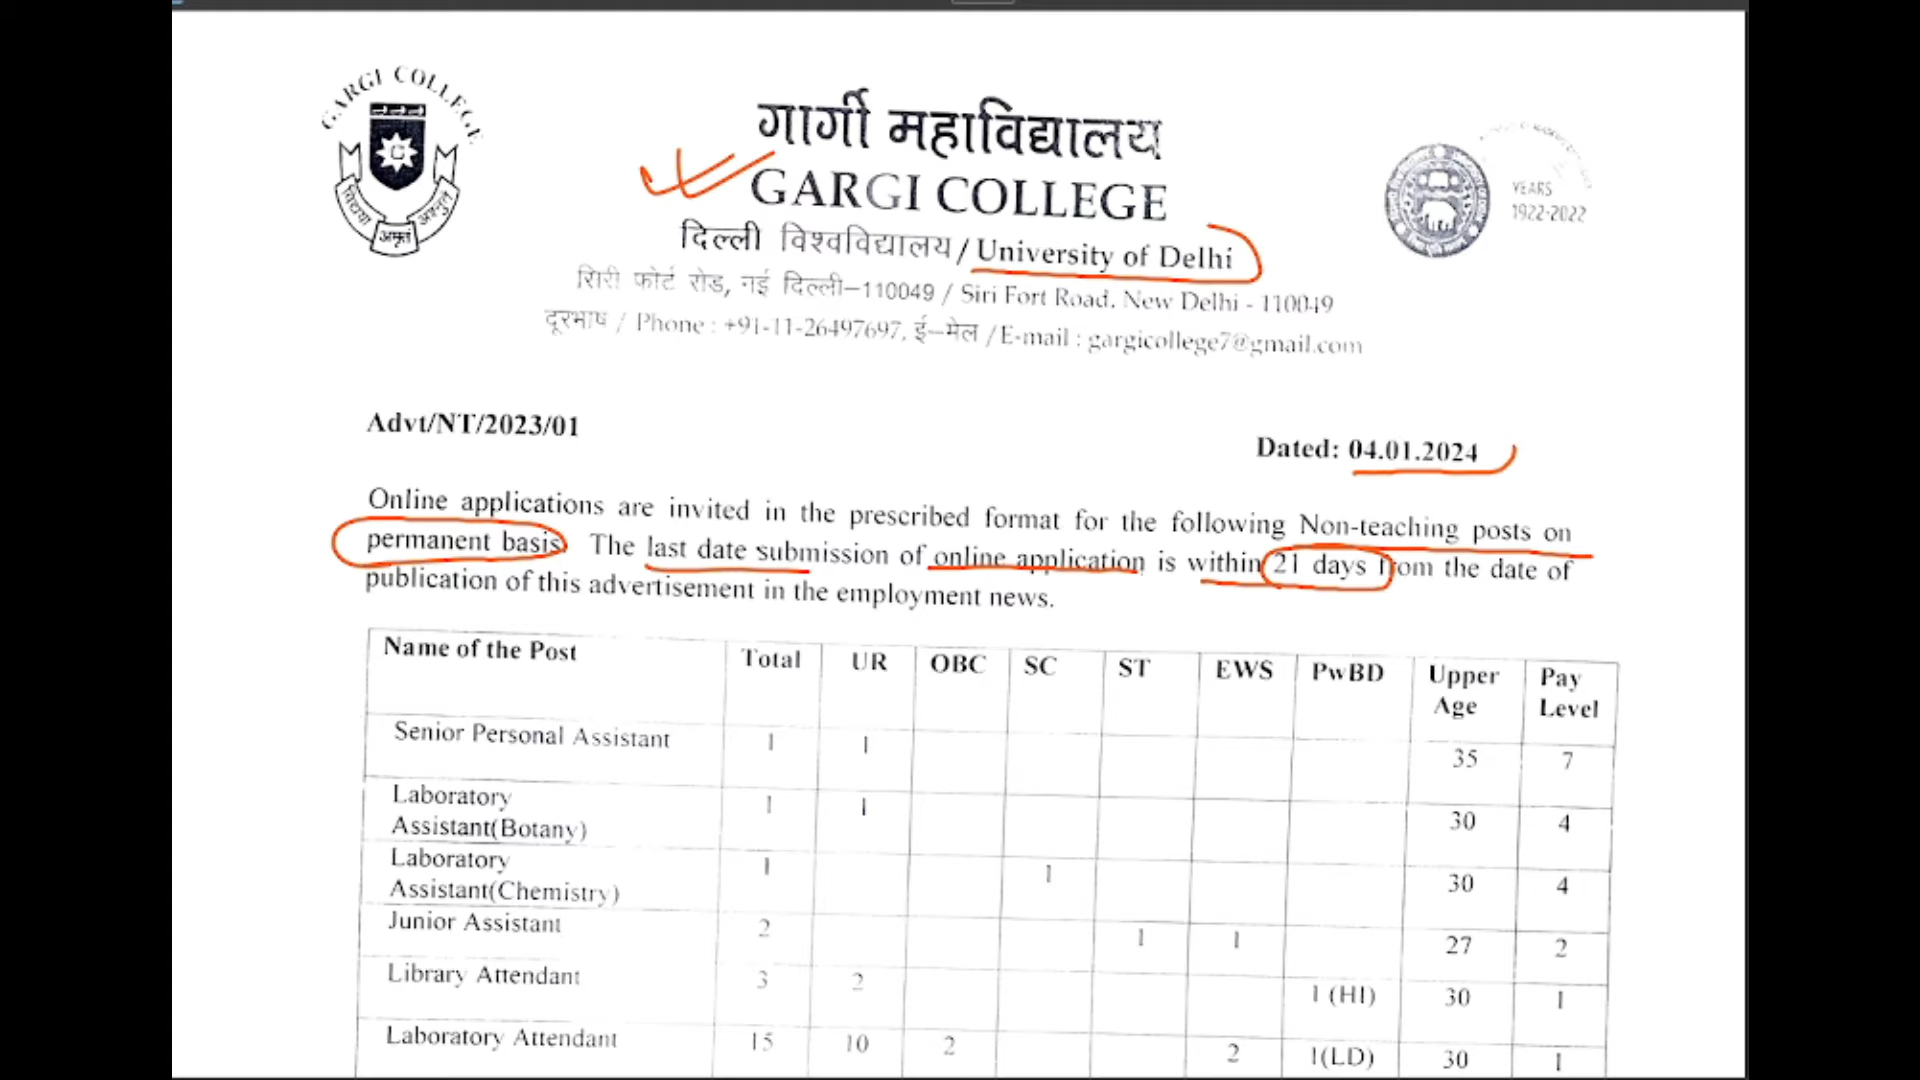 GARGI COLLEGE
विद्यया अमृतं अश्नुते
गार्गी महाविद्यालय
GARGI COLLEGE
दिल्ली विश्वविद्यालय / University of Delhi
सिरी फोर्ट रोड, नई दिल्ली–110049 / Siri Fort Road, New Delhi - 110049
दूरभाष / Phone : +91-11-26497697, ई–मेल /E-mail : gargicollege7@gmail.com
YEARS
1922-2022
Advt/NT/2023/01
Dated: 04.01.2024
Online applications are invited in the prescribed format for the following Non-teaching posts on
permanent basis. The last date submission of online application is within 21 days from the date of
publication of this advertisement in the employment news.
Name of the Post Total UR OBC SC ST EWS PwBD Upper Age Pay Level
Senior Personal Assistant 1 1 35 7
Laboratory Assistant(Botany) 1 1 30 4
Laboratory Assistant(Chemistry) 1 1 30 4
Junior Assistant 2 1 1 27 2
Library Attendant 3 2 1 (HI) 30 1
Laboratory Attendant 15 10 2 2 1(LD) 30 1